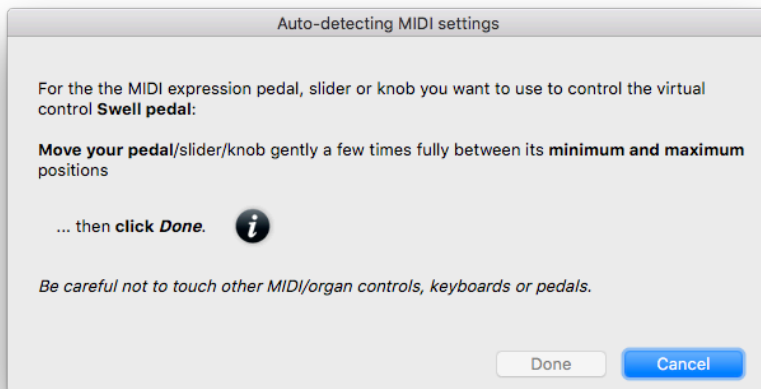 Auto-detecting MIDI settings
For the the MIDI expression pedal, slider or knob you want to use to control the virtual
control Swell pedal:
Move your pedal/slider/knob gently a few times fully between its minimum and maximum
positions
... then click Done.
Be careful not to touch other MIDI/organ controls, keyboards or pedals.
Done Cancel